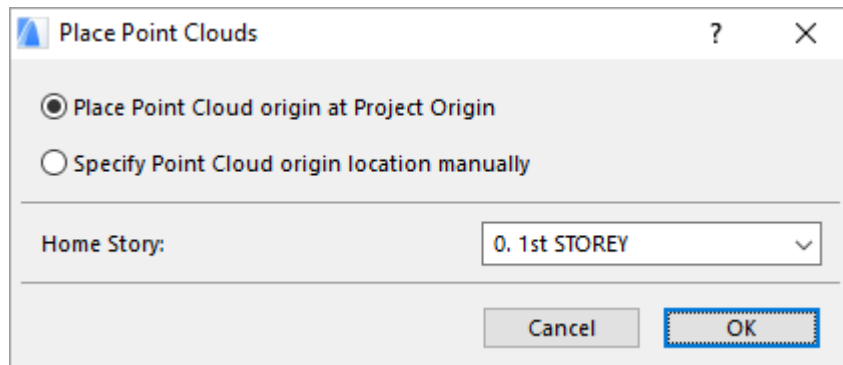 Place Point Clouds ?
Place Point Cloud origin at Project Origin
Specify Point Cloud origin location manually
Home Story: 0. 1st STOREY
Cancel OK